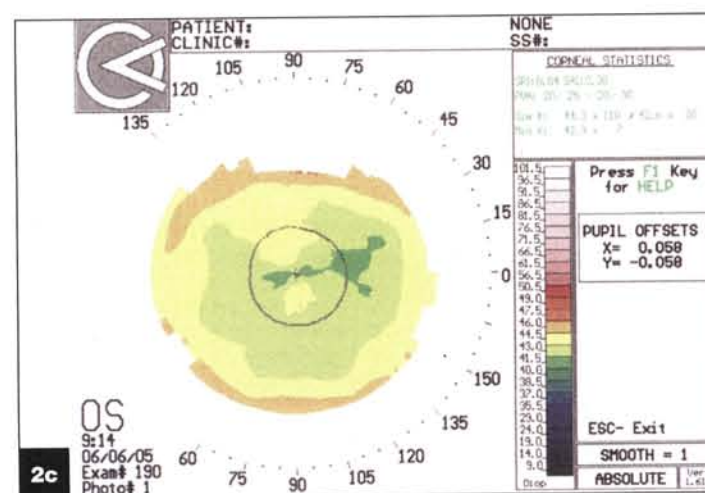 PATIENT:
CLINIC#:
NONE
SS#:
CORNEAL STATISTICS
105 90 75
120 60
135 45
30
15
0
150
135
60 75 90 105 120
101.5
96.5
91.5
86.5
81.5
76.5
71.5
66.5
61.5
56.5
50.5
49.0
47.5
46.0
44.5
43.0
41.5
40.0
38.5
37.0
35.5
29.0
24.0
19.0
14.0
9.0
Press F1 Key
for HELP
PUPIL OFFSETS
X= 0.058
Y= -0.058
ESC- Exit
SMOOTH = 1
ABSOLUTE
OS
9:14
06/06/05
Exam# 190
Photo# 1
2c